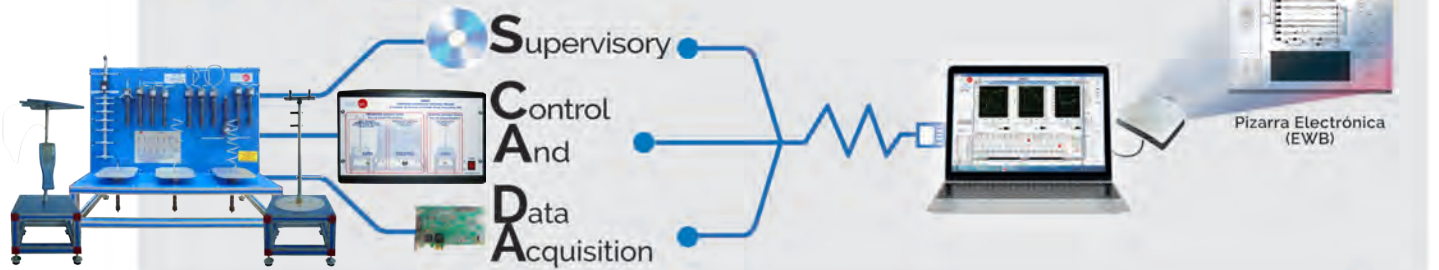 Supervisory
Control
And
Data
Acquisition
Pizarra Electrónica
(EWB)